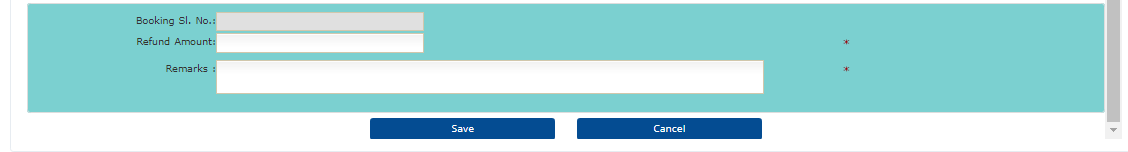 Booking Sl. No.:
Refund Amount: *
Remarks : *
Save Cancel